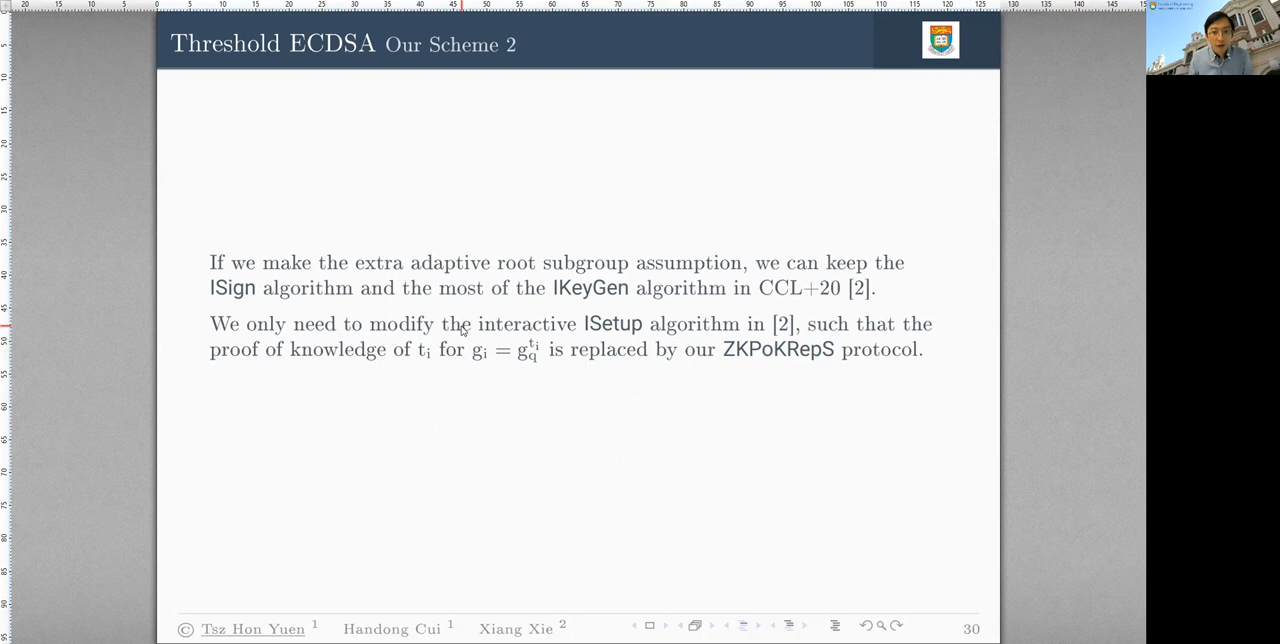 Threshold ECDSA Our Scheme 2
If we make the extra adaptive root subgroup assumption, we can keep the
ISign algorithm and the most of the IKeyGen algorithm in CCL+20 [2].
We only need to modify the interactive ISetup algorithm in [2], such that the
proof of knowledge of tᵢ for gᵢ = g_q^{tᵢ} is replaced by our ZKPoKRepS protocol.
© Tsz Hon Yuen ¹ Handong Cui ¹ Xiang Xie ² 30